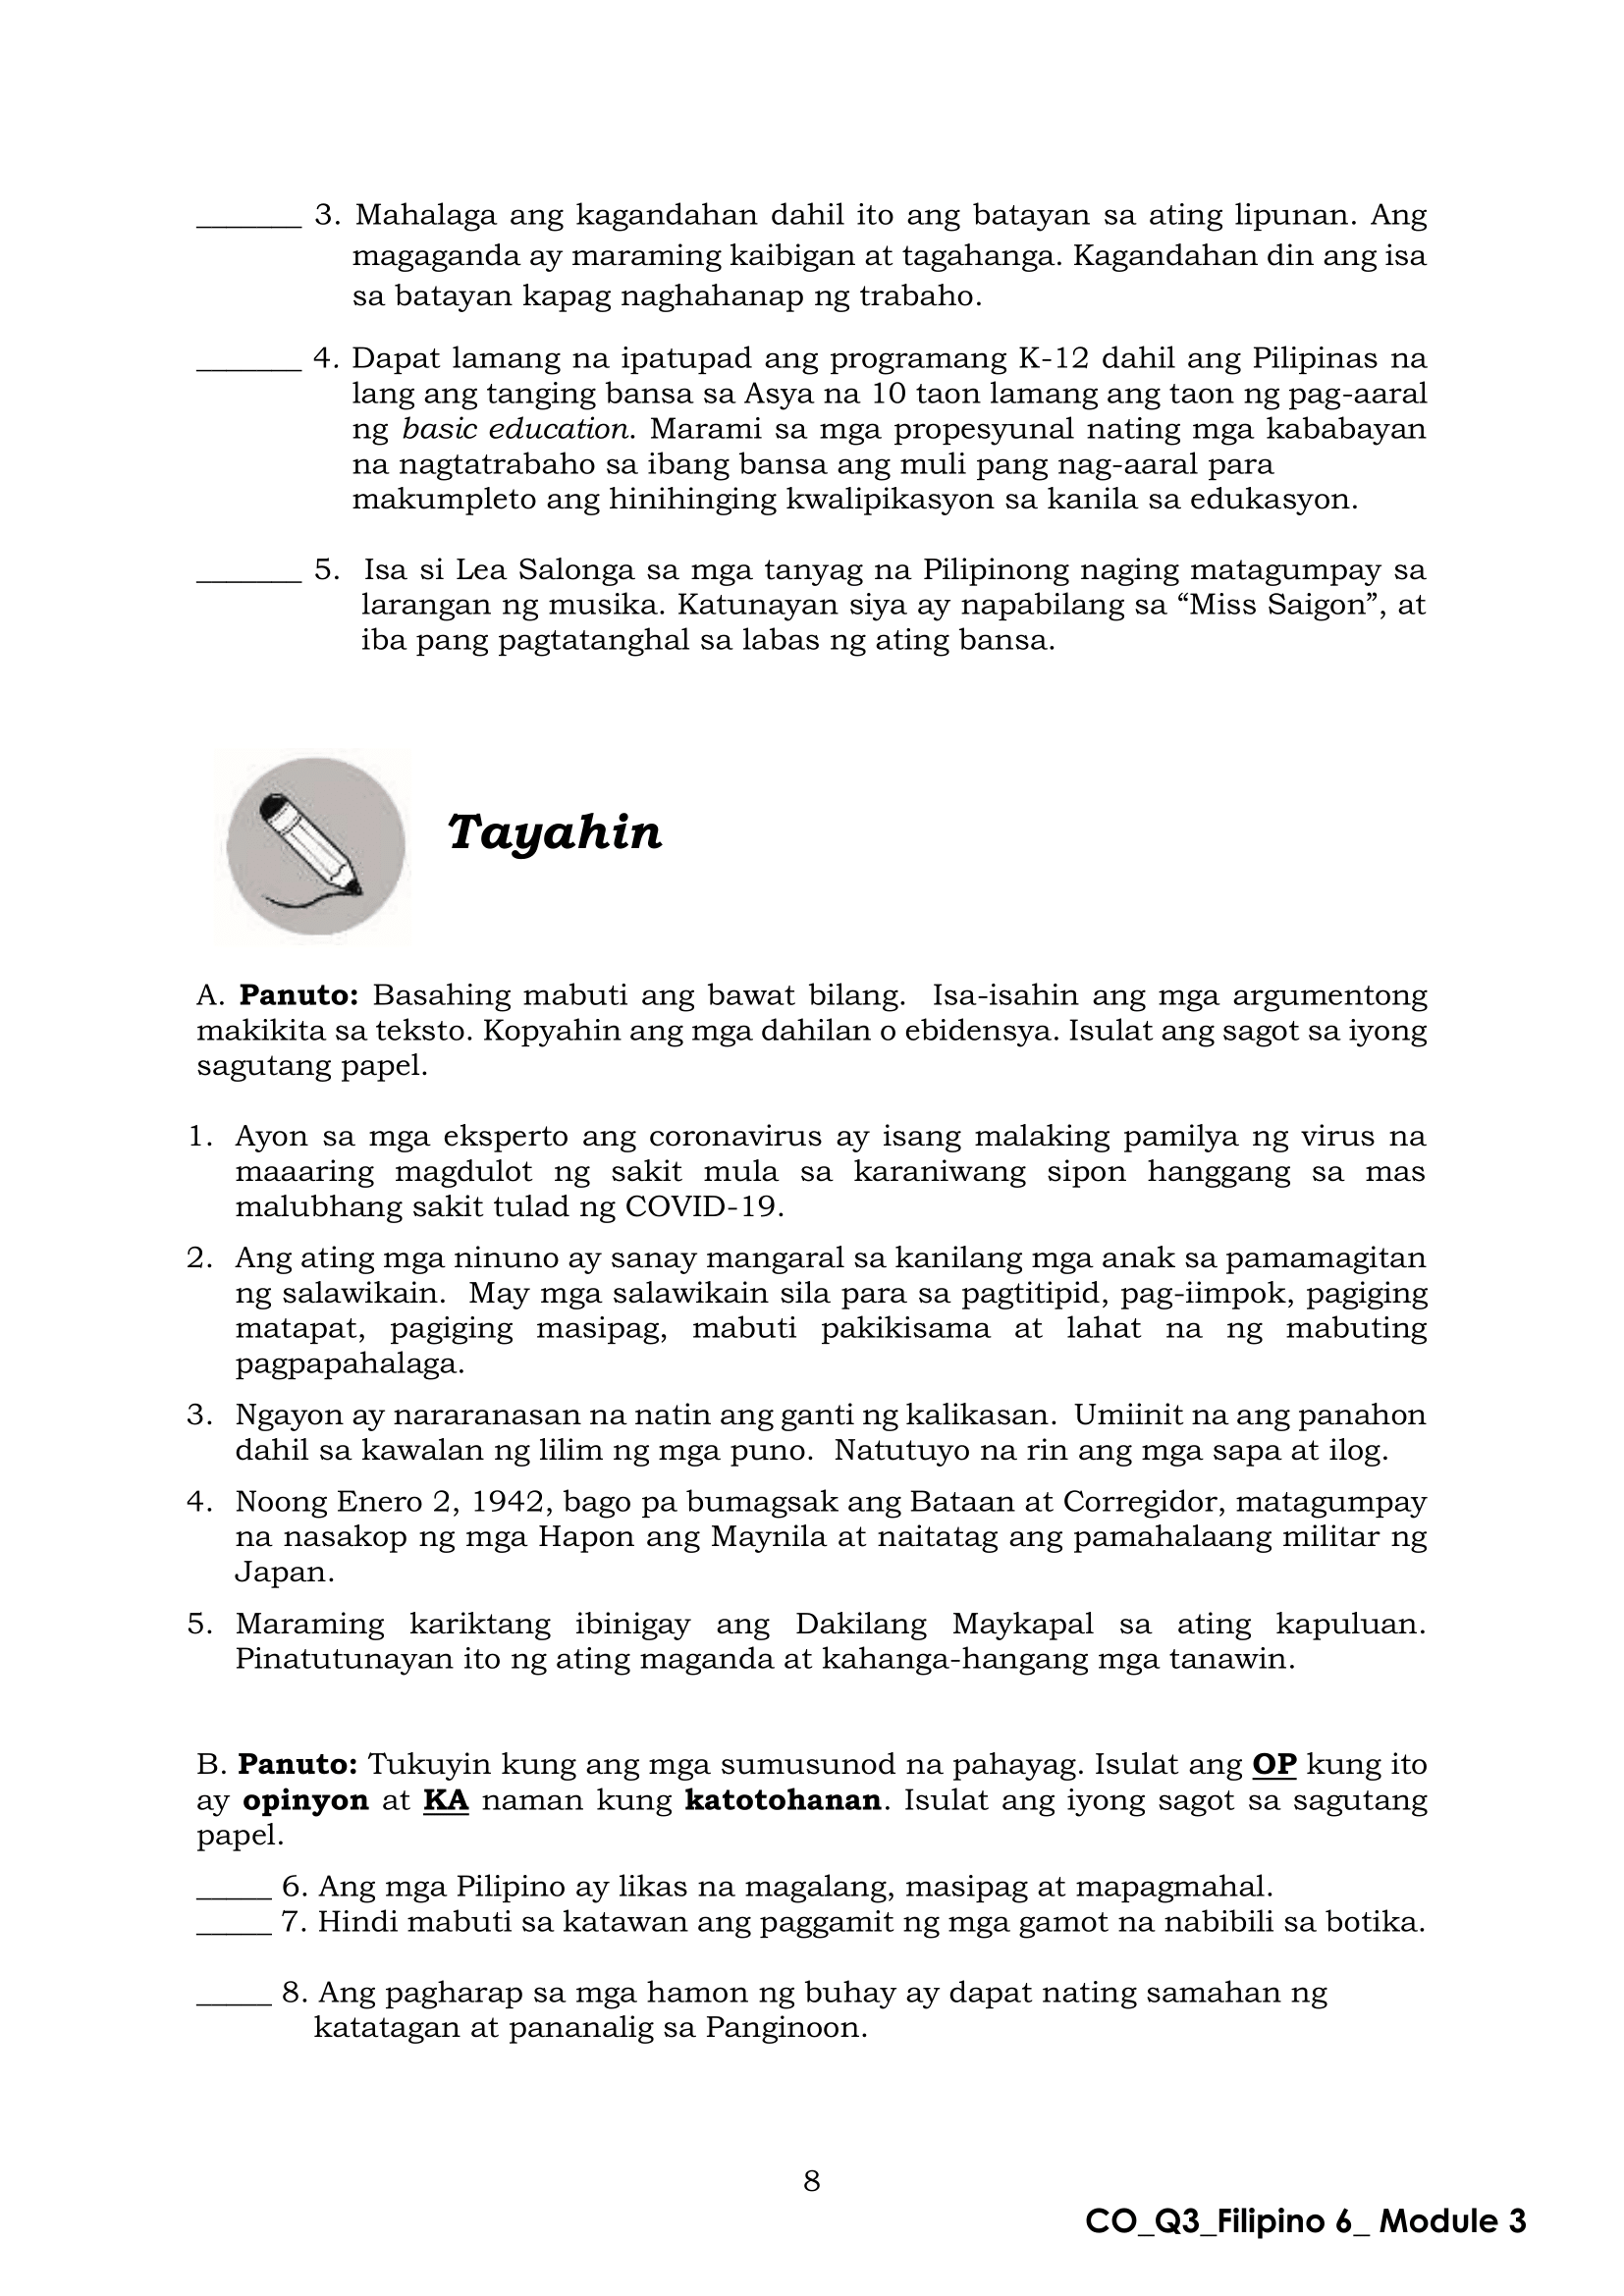 _______ 3. Mahalaga ang kagandahan dahil ito ang batayan sa ating lipunan. Ang
magaganda ay maraming kaibigan at tagahanga. Kagandahan din ang isa
sa batayan kapag naghahanap ng trabaho.
_______ 4. Dapat lamang na ipatupad ang programang K-12 dahil ang Pilipinas na
lang ang tanging bansa sa Asya na 10 taon lamang ang taon ng pag-aaral
ng basic education. Marami sa mga propesyunal nating mga kababayan
na nagtatrabaho sa ibang bansa ang muli pang nag-aaral para
makumpleto ang hinihinging kwalipikasyon sa kanila sa edukasyon.
_______ 5. Isa si Lea Salonga sa mga tanyag na Pilipinong naging matagumpay sa
larangan ng musika. Katunayan siya ay napabilang sa “Miss Saigon”, at
iba pang pagtatanghal sa labas ng ating bansa.
Tayahin
A. Panuto: Basahing mabuti ang bawat bilang. Isa-isahin ang mga argumentong
makikita sa teksto. Kopyahin ang mga dahilan o ebidensya. Isulat ang sagot sa iyong
sagutang papel.
1. Ayon sa mga eksperto ang coronavirus ay isang malaking pamilya ng virus na
maaaring magdulot ng sakit mula sa karaniwang sipon hanggang sa mas
malubhang sakit tulad ng COVID-19.
2. Ang ating mga ninuno ay sanay mangaral sa kanilang mga anak sa pamamagitan
ng salawikain. May mga salawikain sila para sa pagtitipid, pag-iimpok, pagiging
matapat, pagiging masipag, mabuti pakikisama at lahat na ng mabuting
pagpapahalaga.
3. Ngayon ay nararanasan na natin ang ganti ng kalikasan. Umiinit na ang panahon
dahil sa kawalan ng lilim ng mga puno. Natutuyo na rin ang mga sapa at ilog.
4. Noong Enero 2, 1942, bago pa bumagsak ang Bataan at Corregidor, matagumpay
na nasakop ng mga Hapon ang Maynila at naitatag ang pamahalaang militar ng
Japan.
5. Maraming kariktang ibinigay ang Dakilang Maykapal sa ating kapuluan.
Pinatutunayan ito ng ating maganda at kahanga-hangang mga tanawin.
B. Panuto: Tukuyin kung ang mga sumusunod na pahayag. Isulat ang OP kung ito
ay opinyon at KA naman kung katotohanan. Isulat ang iyong sagot sa sagutang
papel.
_____ 6. Ang mga Pilipino ay likas na magalang, masipag at mapagmahal.
_____ 7. Hindi mabuti sa katawan ang paggamit ng mga gamot na nabibili sa botika.
_____ 8. Ang pagharap sa mga hamon ng buhay ay dapat nating samahan ng
katatagan at pananalig sa Panginoon.
8
CO_Q3_Filipino 6_ Module 3